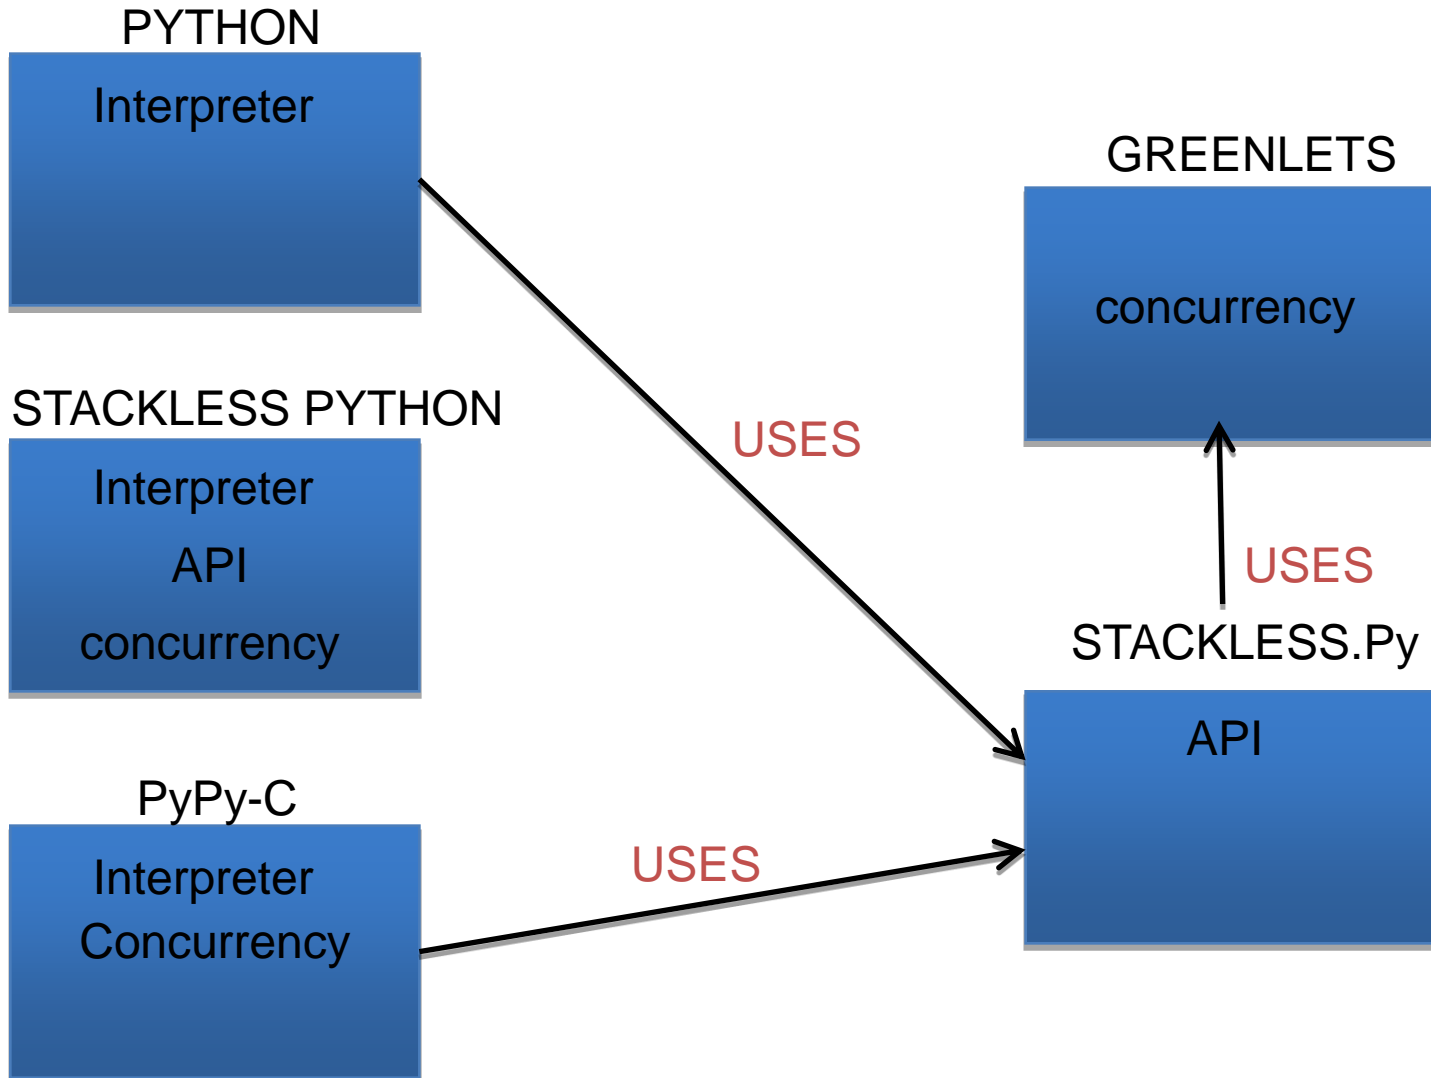 PYTHON
Interpreter
STACKLESS PYTHON
Interpreter
API
concurrency
PyPy-C
Interpreter
Concurrency
USES
USES
GREENLETS
concurrency
USES
STACKLESS.Py
API